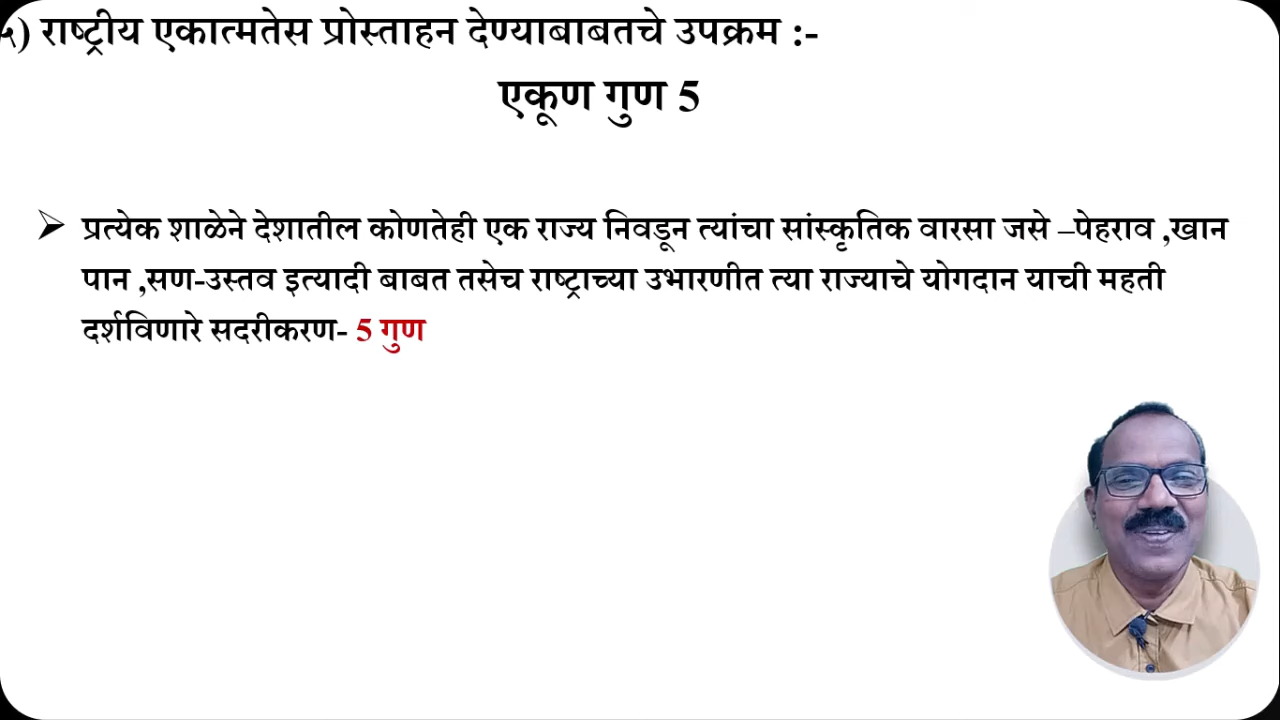 ५) राष्ट्रीय एकात्मतेस प्रोस्ताहन देण्याबाबतचे उपक्रम :-
एकूण गुण 5
प्रत्येक शाळेने देशातील कोणतेही एक राज्य निवडून त्यांचा सांस्कृतिक वारसा जसे –पेहराव ,खान
पान ,सण-उस्तव इत्यादी बाबत तसेच राष्ट्राच्या उभारणीत त्या राज्याचे योगदान याची महती
दर्शविणारे सदरीकरण- 5 गुण